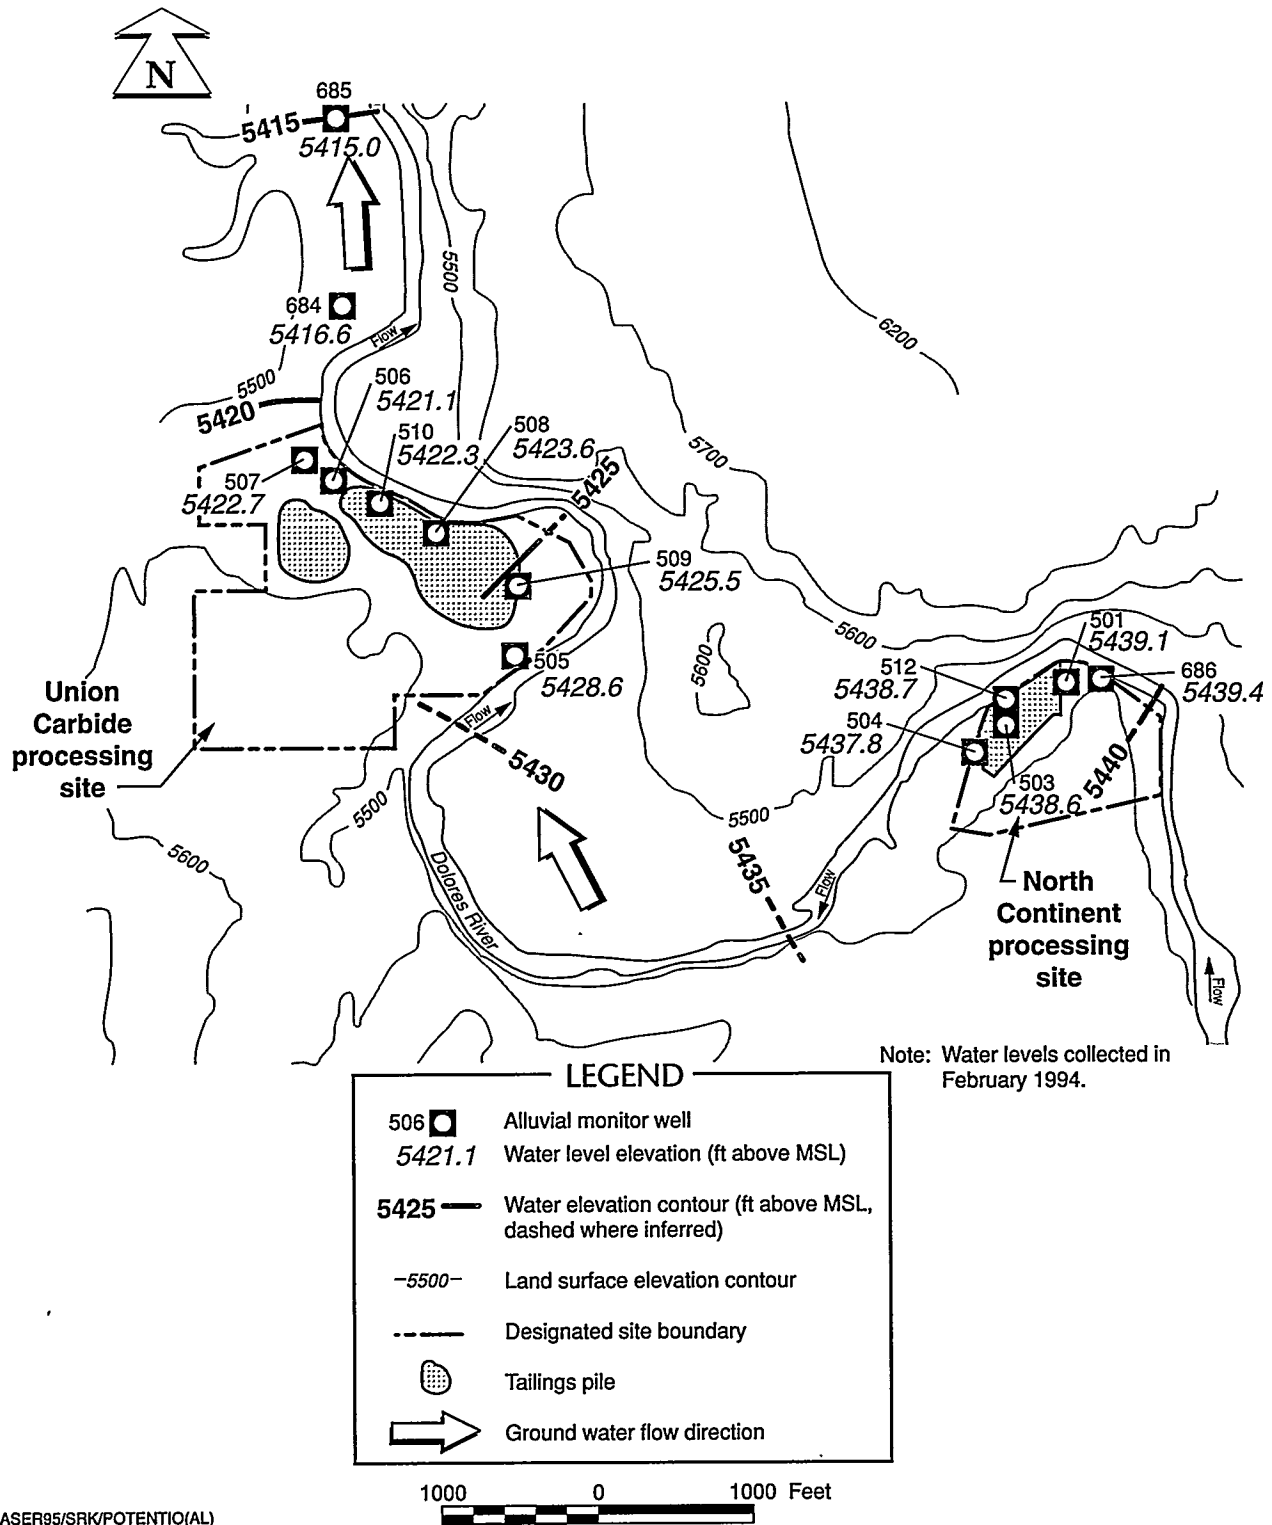 N
685
5415
5415.0
5500
684
5416.6
Flow
6200
5500
5420
506
5421.1
510
5422.3
508
5423.6
5425
5700
507
5422.7
509
5425.5
5600
501
5439.1
505
5428.6
5600
512
5438.7
686
5439.4
Union
Carbide
processing
site
Flow
504
5437.8
5430
503
5438.6
5440
5500
5500
5600
5435
Dolores River
Flow
North
Continent
processing
site
Flow
Note: Water levels collected in
February 1994.
LEGEND
506 Alluvial monitor well
5421.1 Water level elevation (ft above MSL)
5425 Water elevation contour (ft above MSL,
dashed where inferred)
5500 Land surface elevation contour
Designated site boundary
Tailings pile
Ground water flow direction
1000 0 1000 Feet
ASER95/SRK/POTENTIO(AL)